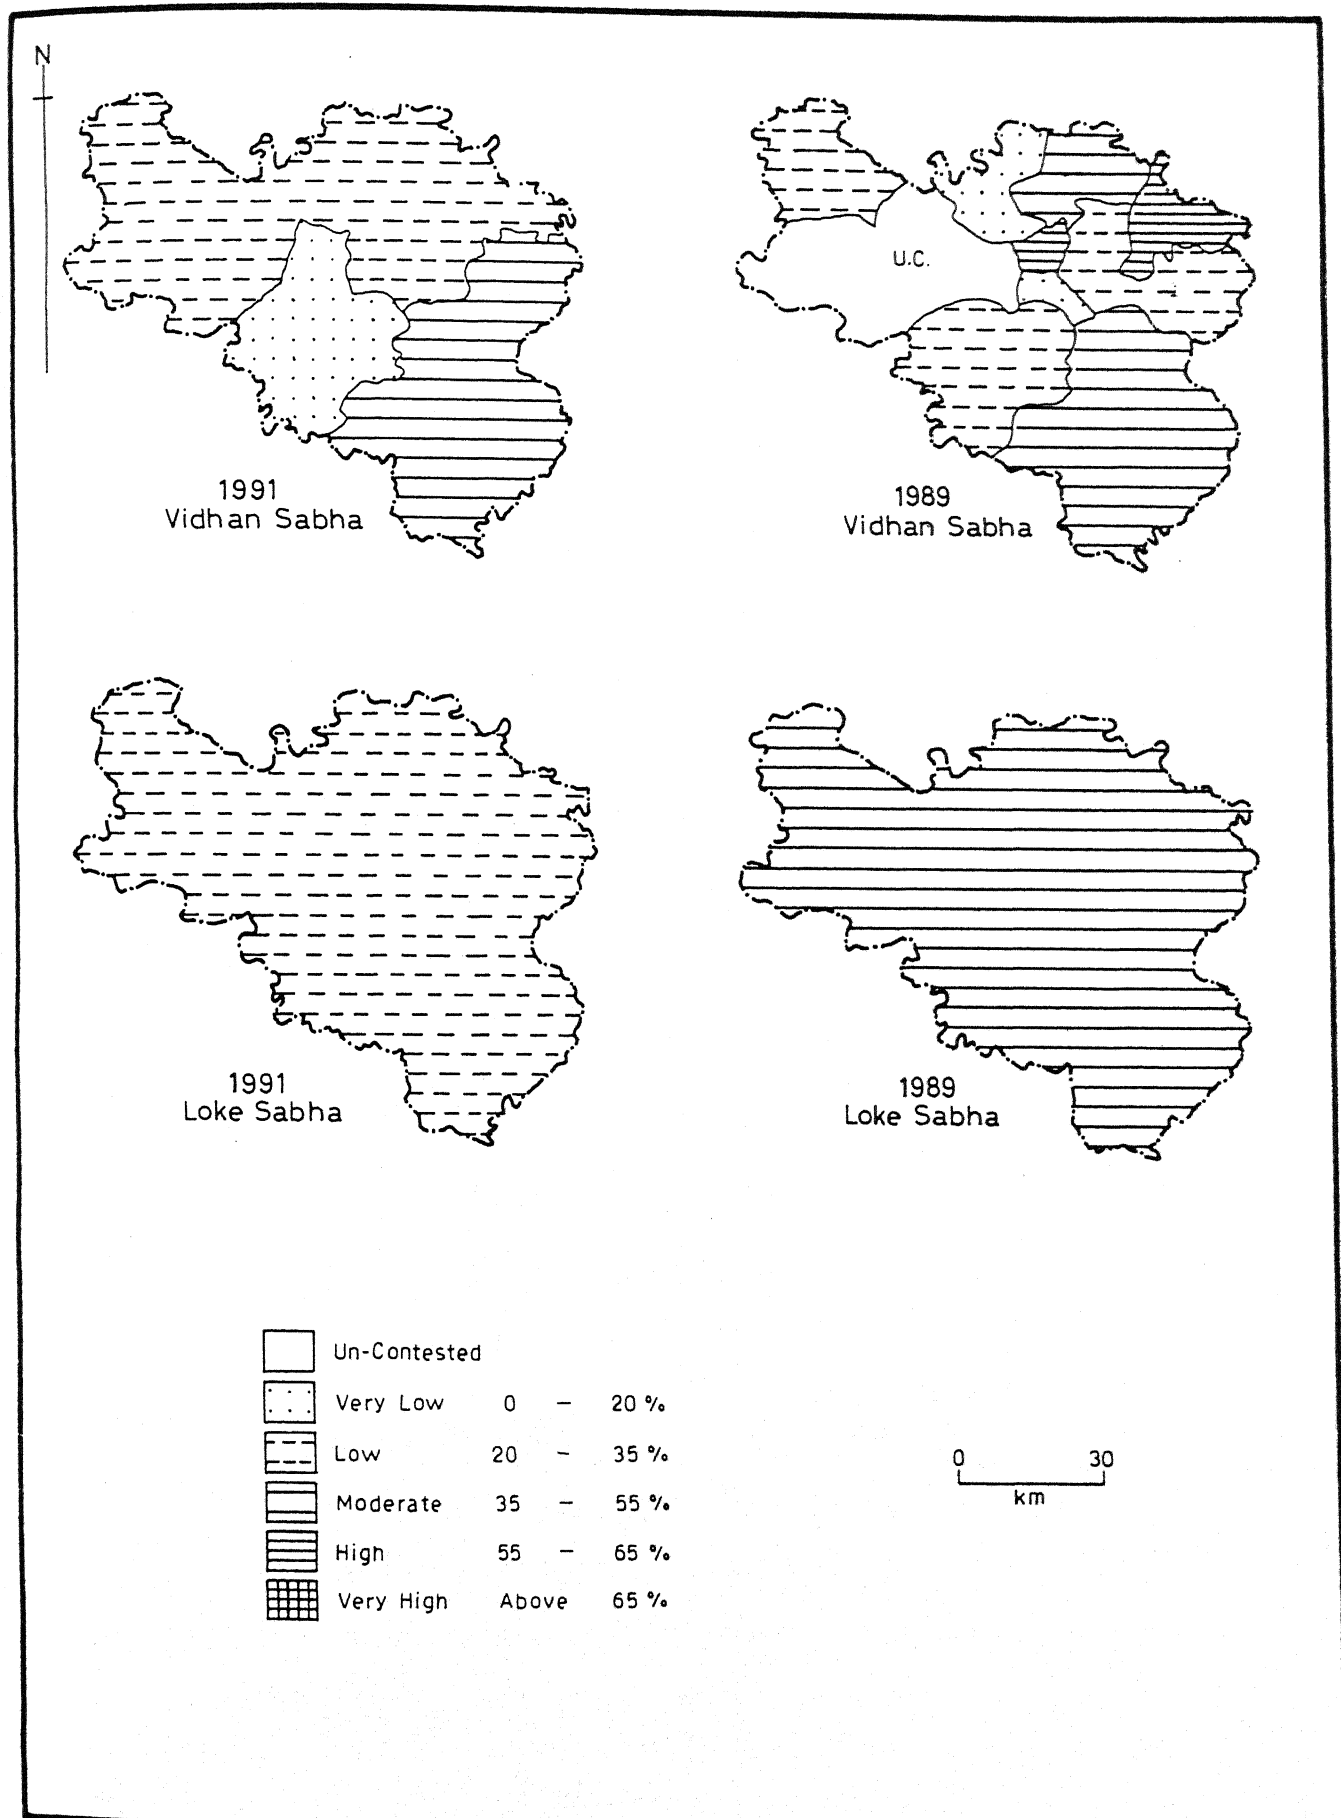 N
U.C.
1991
Vidhan Sabha
1989
Vidhan Sabha
1991
Loke Sabha
1989
Loke Sabha
Un-Contested
Very Low 0 – 20 %
Low 20 – 35 %
Moderate 35 – 55 %
High 55 – 65 %
Very High Above 65 %
0 30
km